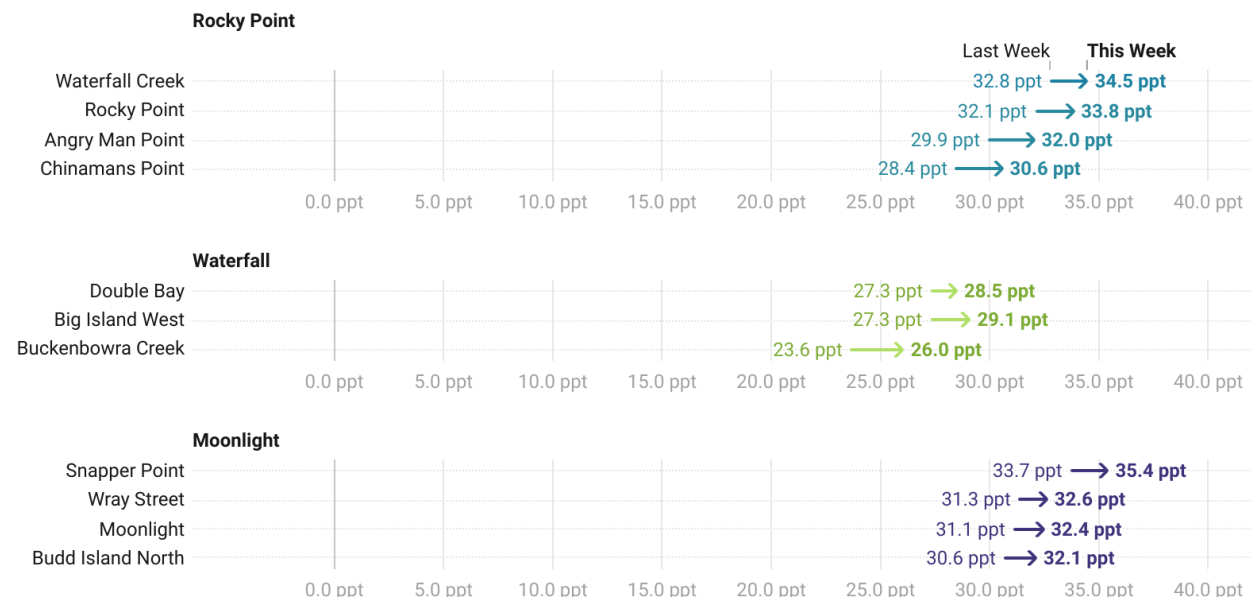 Rocky Point
Last Week This Week
Waterfall Creek 32.8 ppt 34.5 ppt
Rocky Point 32.1 ppt 33.8 ppt
Angry Man Point 29.9 ppt 32.0 ppt
Chinamans Point 28.4 ppt 30.6 ppt
0.0 ppt 5.0 ppt 10.0 ppt 15.0 ppt 20.0 ppt 25.0 ppt 30.0 ppt 35.0 ppt 40.0 ppt
Waterfall
Double Bay 27.3 ppt 28.5 ppt
Big Island West 27.3 ppt 29.1 ppt
Buckenbowra Creek 23.6 ppt 26.0 ppt
0.0 ppt 5.0 ppt 10.0 ppt 15.0 ppt 20.0 ppt 25.0 ppt 30.0 ppt 35.0 ppt 40.0 ppt
Moonlight
Snapper Point 33.7 ppt 35.4 ppt
Wray Street 31.3 ppt 32.6 ppt
Moonlight 31.1 ppt 32.4 ppt
Budd Island North 30.6 ppt 32.1 ppt
0.0 ppt 5.0 ppt 10.0 ppt 15.0 ppt 20.0 ppt 25.0 ppt 30.0 ppt 35.0 ppt 40.0 ppt